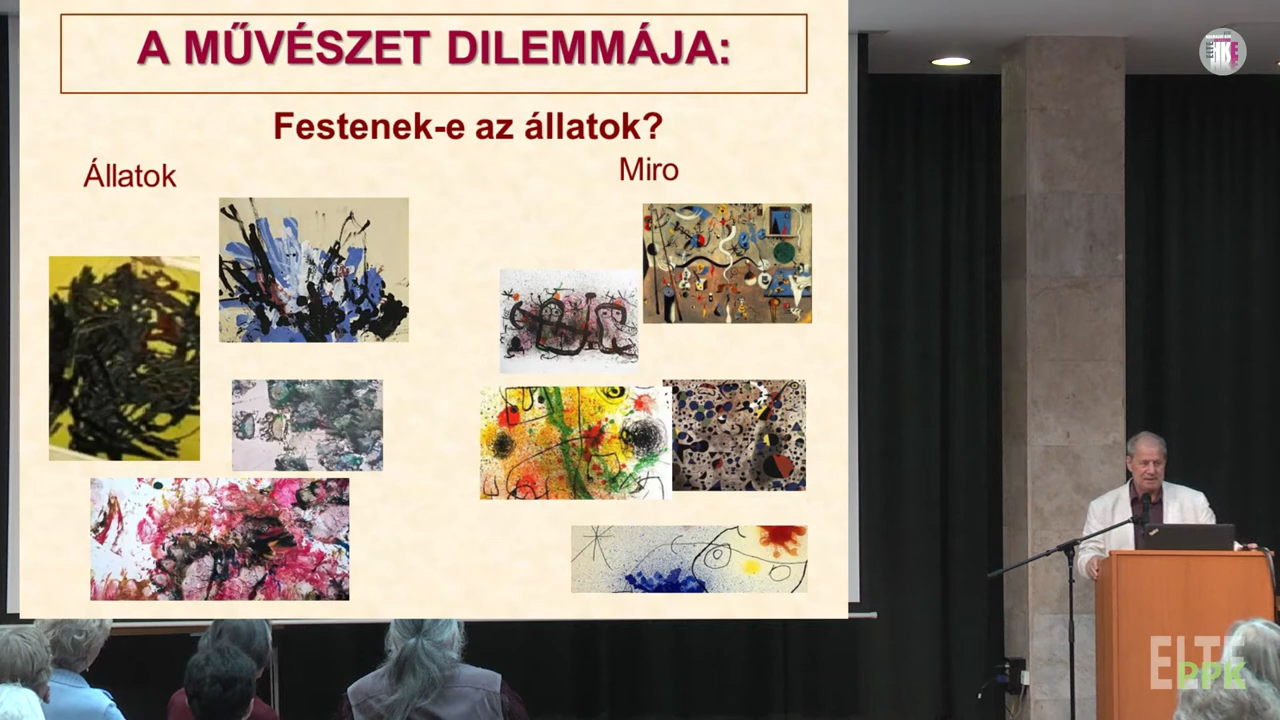 A MŰVÉSZET DILEMMÁJA:
Festenek-e az állatok?
Állatok
Miro
ELTE
PPK